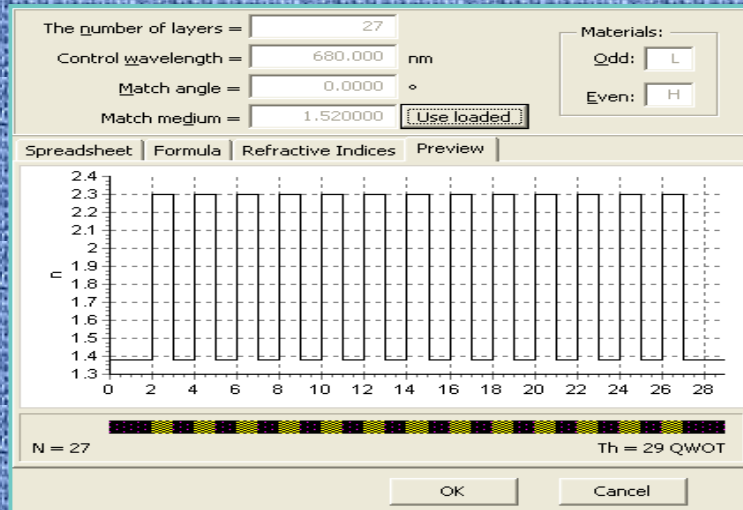 The number of layers = 27
Control wavelength = 680.000 nm
Match angle = 0.0000 °
Match medium = 1.520000 Use loaded
Materials:
Odd: L
Even: H
Spreadsheet Formula Refractive Indices Preview
2.4
2.3
2.2
2.1
2
1.9
1.8
1.7
1.6
1.5
1.4
1.3
n
0 2 4 6 8 10 12 14 16 18 20 22 24 26 28
N = 27 Th = 29 QWOT
OK Cancel